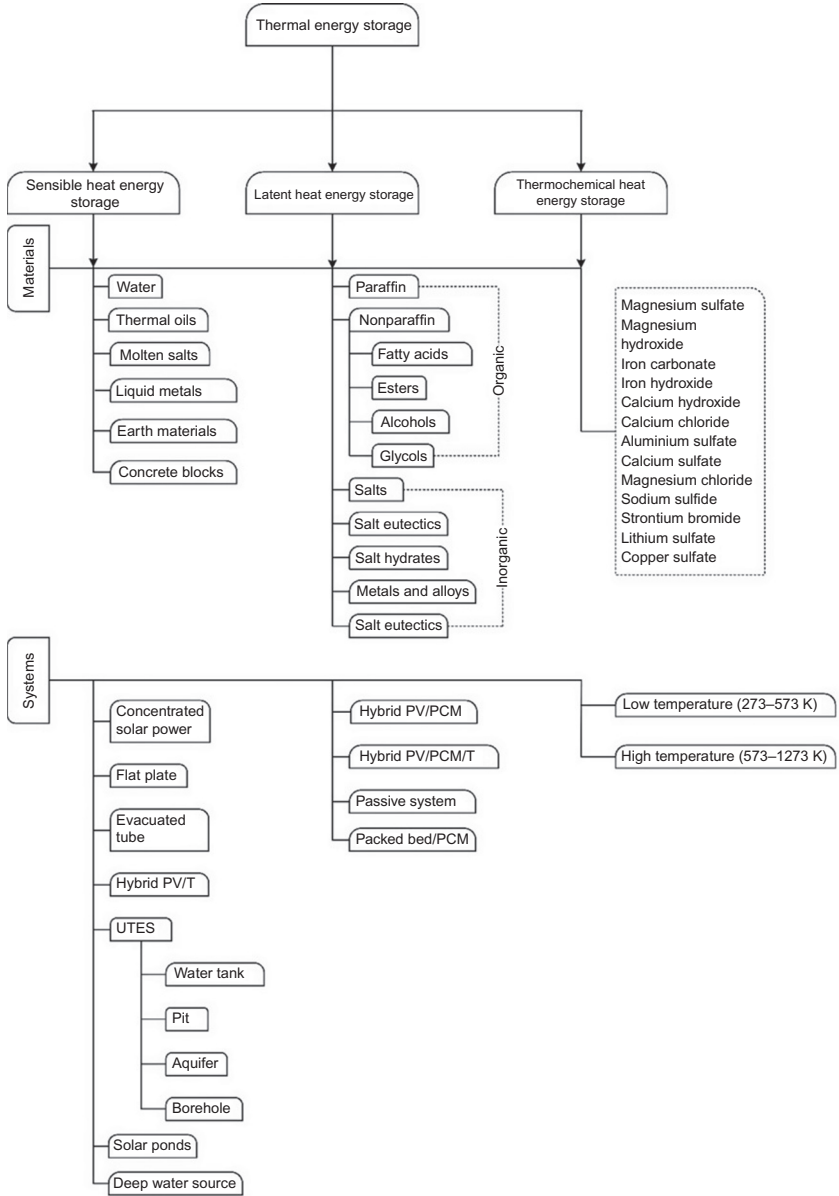 Thermal energy storage
Sensible heat energy
storage
Latent heat energy storage
Thermochemical heat
energy storage
Materials
Water
Thermal oils
Molten salts
Liquid metals
Earth materials
Concrete blocks
Paraffin
Nonparaffin
Fatty acids
Esters
Alcohols
Glycols
Organic
Salts
Salt eutectics
Salt hydrates
Metals and alloys
Salt eutectics
Inorganic
Magnesium sulfate
Magnesium
hydroxide
Iron carbonate
Iron hydroxide
Calcium hydroxide
Calcium chloride
Aluminium sulfate
Calcium sulfate
Magnesium chloride
Sodium sulfide
Strontium bromide
Lithium sulfate
Copper sulfate
Systems
Concentrated
solar power
Flat plate
Evacuated
tube
Hybrid PV/T
UTES
Water tank
Pit
Aquifer
Borehole
Solar ponds
Deep water source
Hybrid PV/PCM
Hybrid PV/PCM/T
Passive system
Packed bed/PCM
Low temperature (273–573 K)
High temperature (573–1273 K)